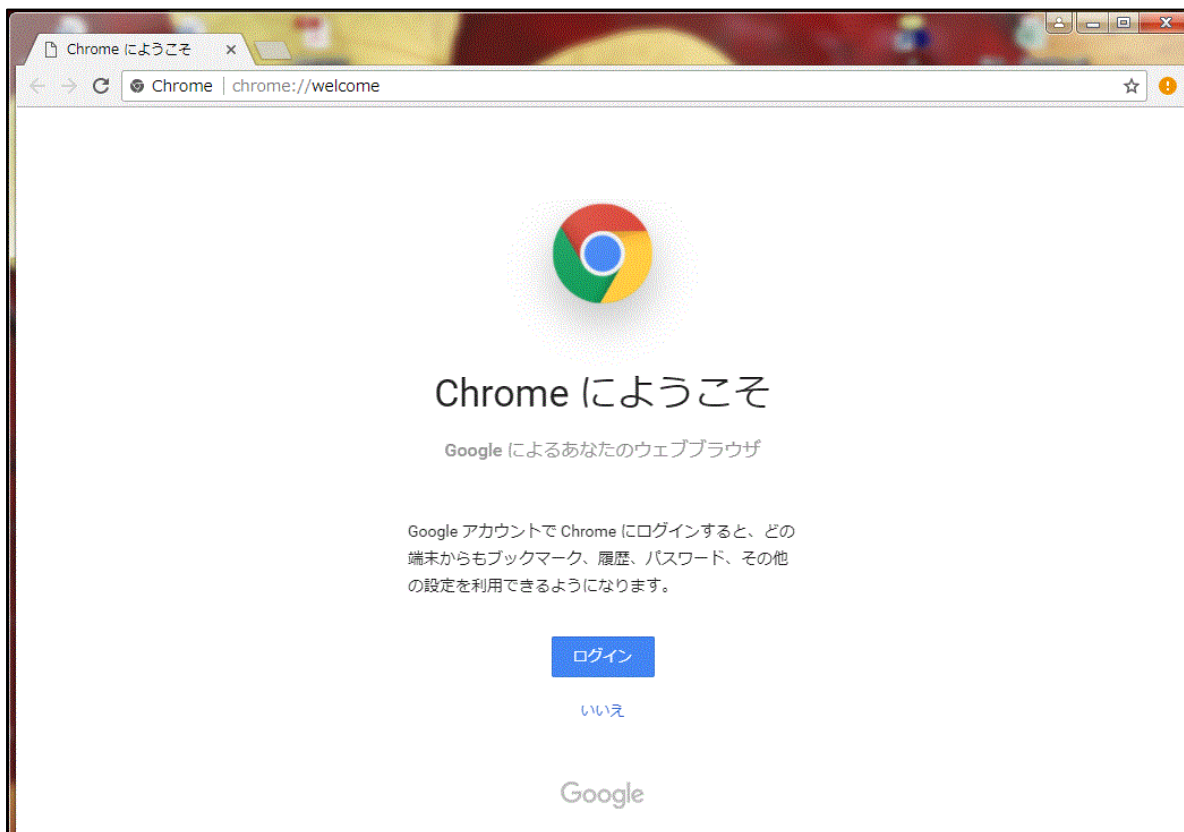 Chrome にようこそ
Chrome | chrome://welcome
Chrome にようこそ
Google によるあなたのウェブブラウザ
Google アカウントで Chrome にログインすると、どの
端末からもブックマーク、履歴、パスワード、その他
の設定を利用できるようになります。
ログイン
いいえ
Google